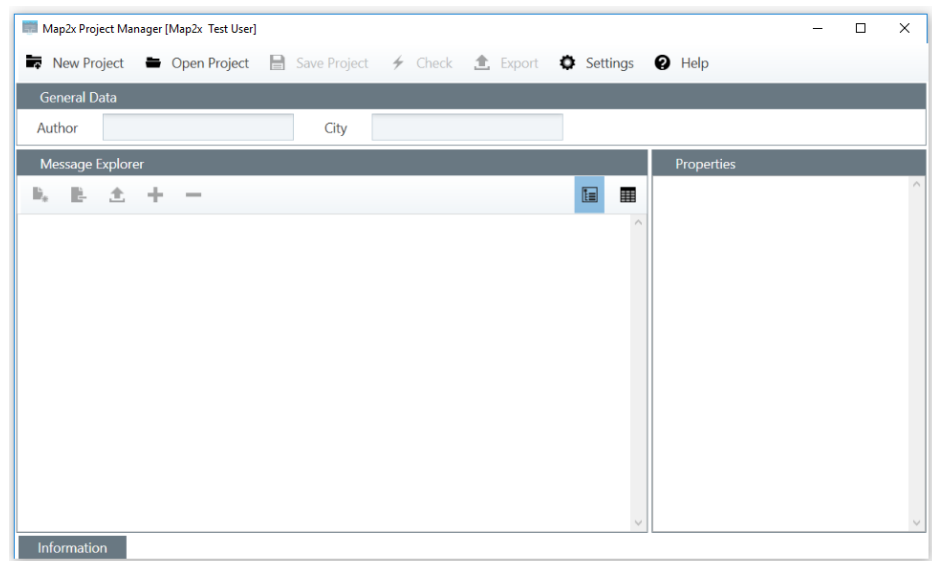 Map2x Project Manager [Map2x Test User]
New Project Open Project Save Project Check Export Settings Help
General Data
Author City
Message Explorer Properties
Information